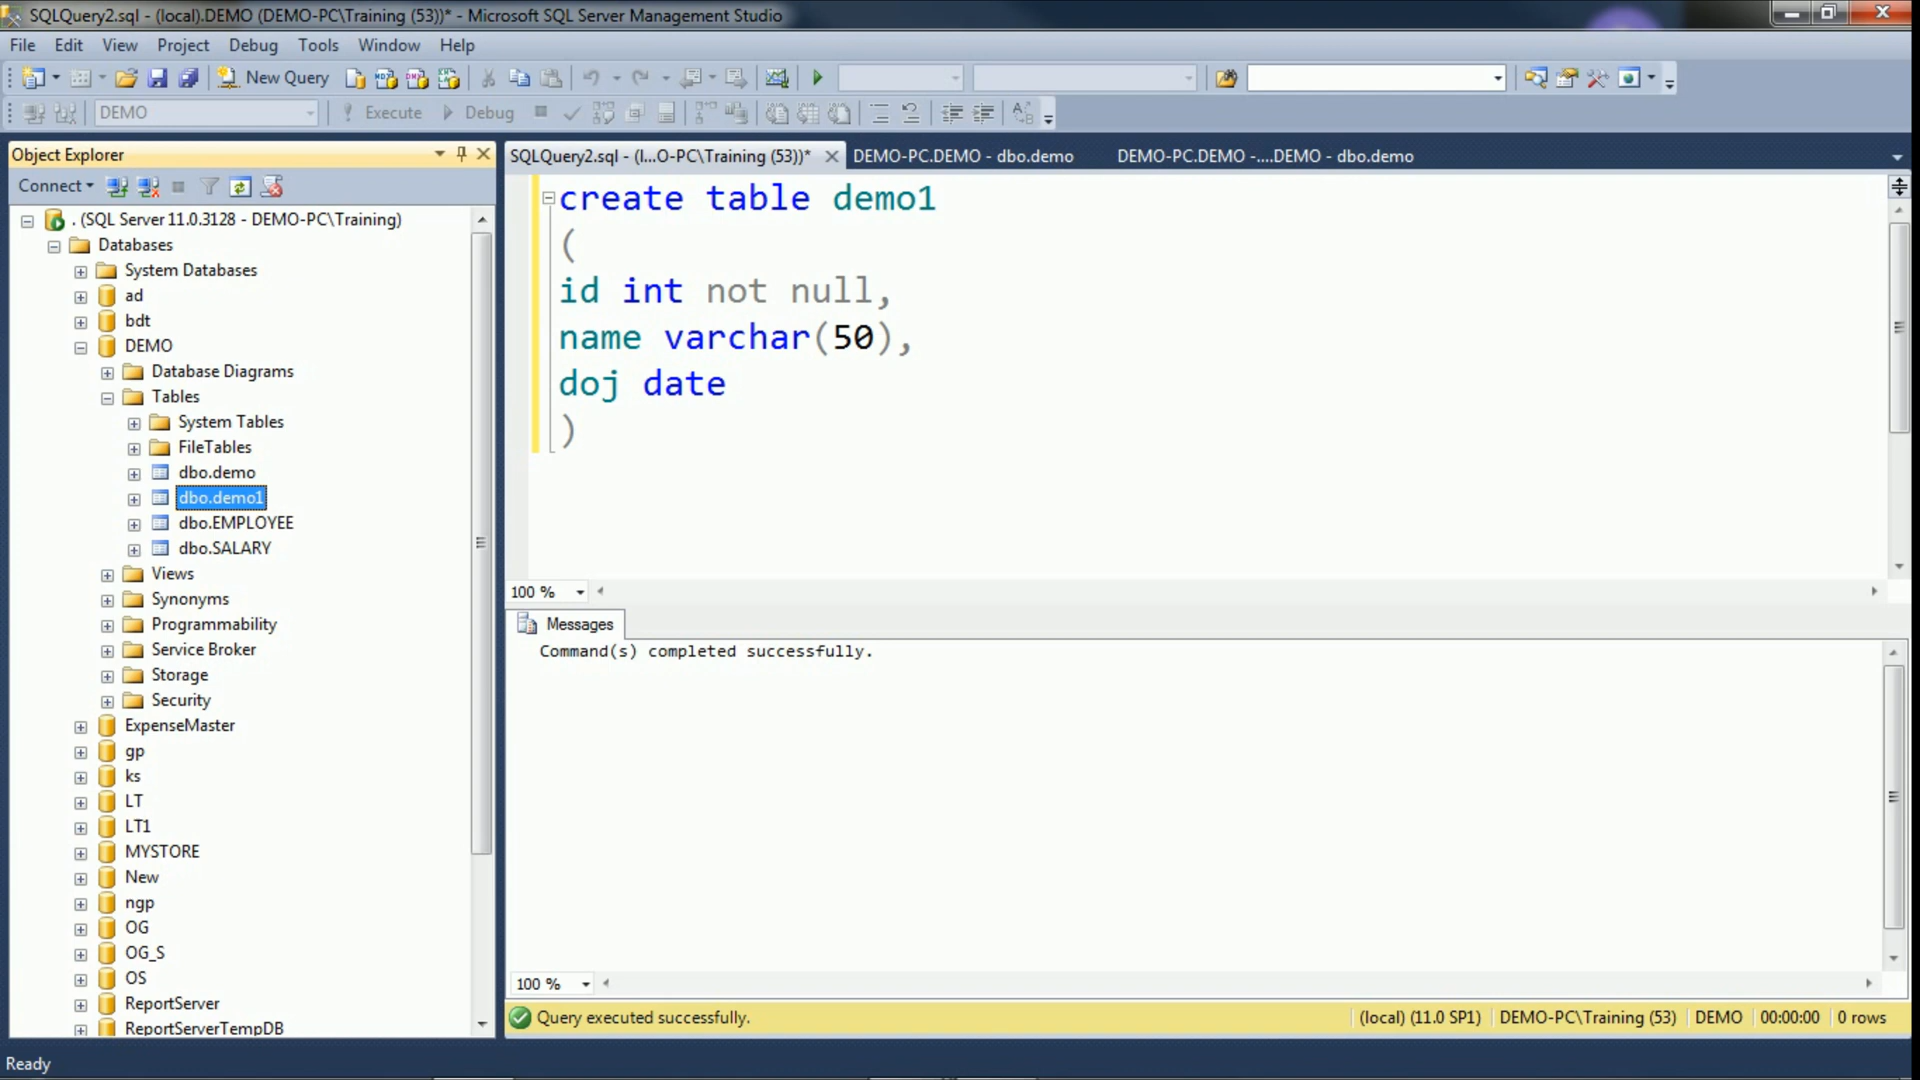 SQLQuery2.sql - (local).DEMO (DEMO-PC\Training (53))* - Microsoft SQL Server Management Studio
File Edit View Project Debug Tools Window Help
New Query
DEMO Execute Debug
Object Explorer
SQLQuery2.sql - (l...O-PC\Training (53))* DEMO-PC.DEMO - dbo.demo DEMO-PC.DEMO -....DEMO - dbo.demo
Connect
. (SQL Server 11.0.3128 - DEMO-PC\Training)
Databases
System Databases
ad
bdt
DEMO
Database Diagrams
Tables
System Tables
FileTables
dbo.demo
dbo.demo1
dbo.EMPLOYEE
dbo.SALARY
Views
Synonyms
Programmability
Service Broker
Storage
Security
ExpenseMaster
gp
ks
LT
LT1
MYSTORE
New
ngp
OG
OG_S
OS
ReportServer
ReportServerTempDB
create table demo1
(
id int not null,
name varchar(50),
doj date
)
100 %
Messages
Command(s) completed successfully.
100 %
Query executed successfully. (local) (11.0 SP1) DEMO-PC\Training (53) DEMO 00:00:00 0 rows
Ready